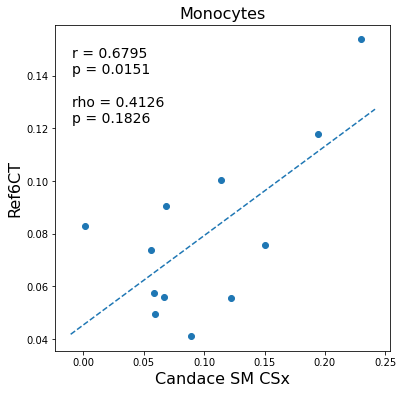 Monocytes
r = 0.6795
p = 0.0151
rho = 0.4126
p = 0.1826
Ref6CT
0.14
0.12
0.10
0.08
0.06
0.04
0.00
0.05
0.10
0.15
0.20
0.25
Candace SM CSx